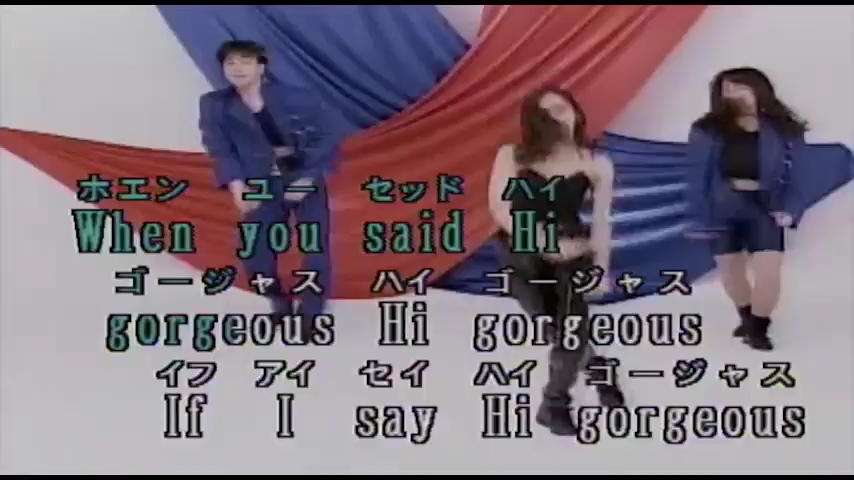 ホエン ユー セッド ハイ
When you said Hi
ゴージャス ハイ ゴージャス
gorgeous Hi gorgeous
イフ アイ セイ ハイ ゴージャス
If I say Hi gorgeous